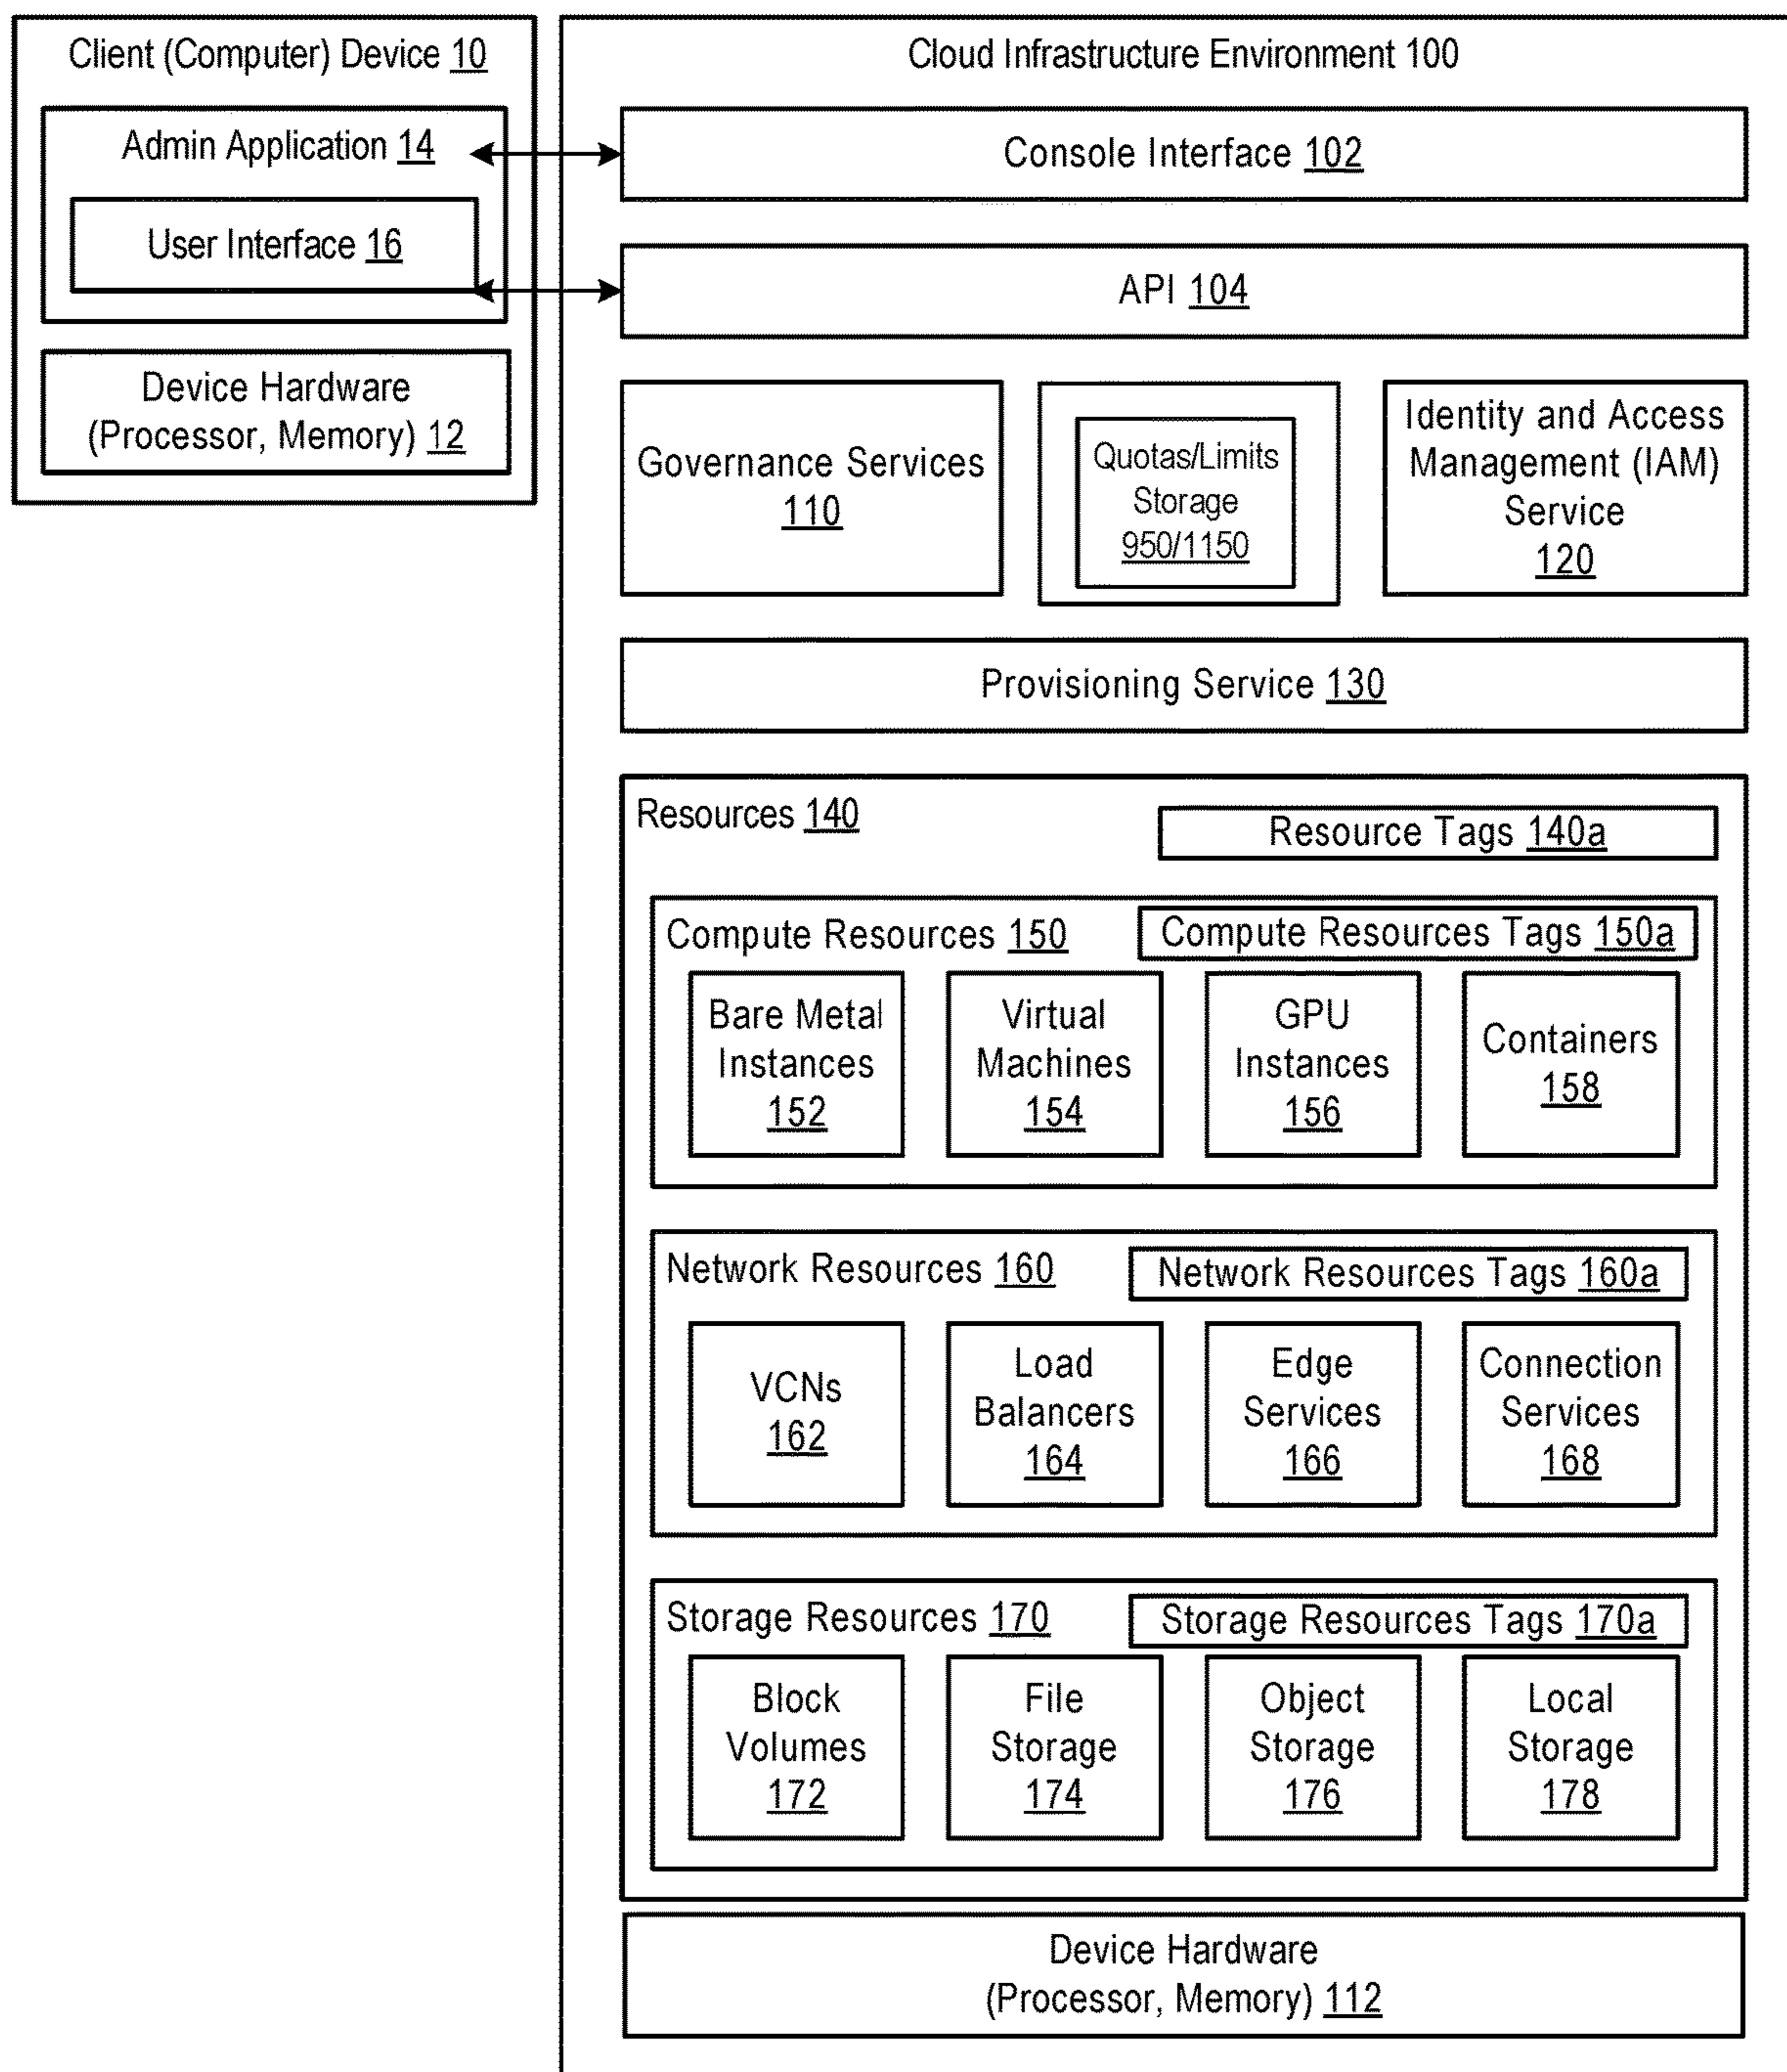 Client (Computer) Device 10
Admin Application 14
User Interface 16
Device Hardware
(Processor, Memory) 12
Cloud Infrastructure Environment 100
Console Interface 102
API 104
Governance Services
110
Quotas/Limits
Storage
950/1150
Identity and Access
Management (IAM)
Service
120
Provisioning Service 130
Resources 140
Resource Tags 140a
Compute Resources 150
Compute Resources Tags 150a
Bare Metal
Instances
152
Virtual
Machines
154
GPU
Instances
156
Containers
158
Network Resources 160
Network Resources Tags 160a
VCNs
162
Load
Balancers
164
Edge
Services
166
Connection
Services
168
Storage Resources 170
Storage Resources Tags 170a
Block
Volumes
172
File
Storage
174
Object
Storage
176
Local
Storage
178
Device Hardware
(Processor, Memory) 112